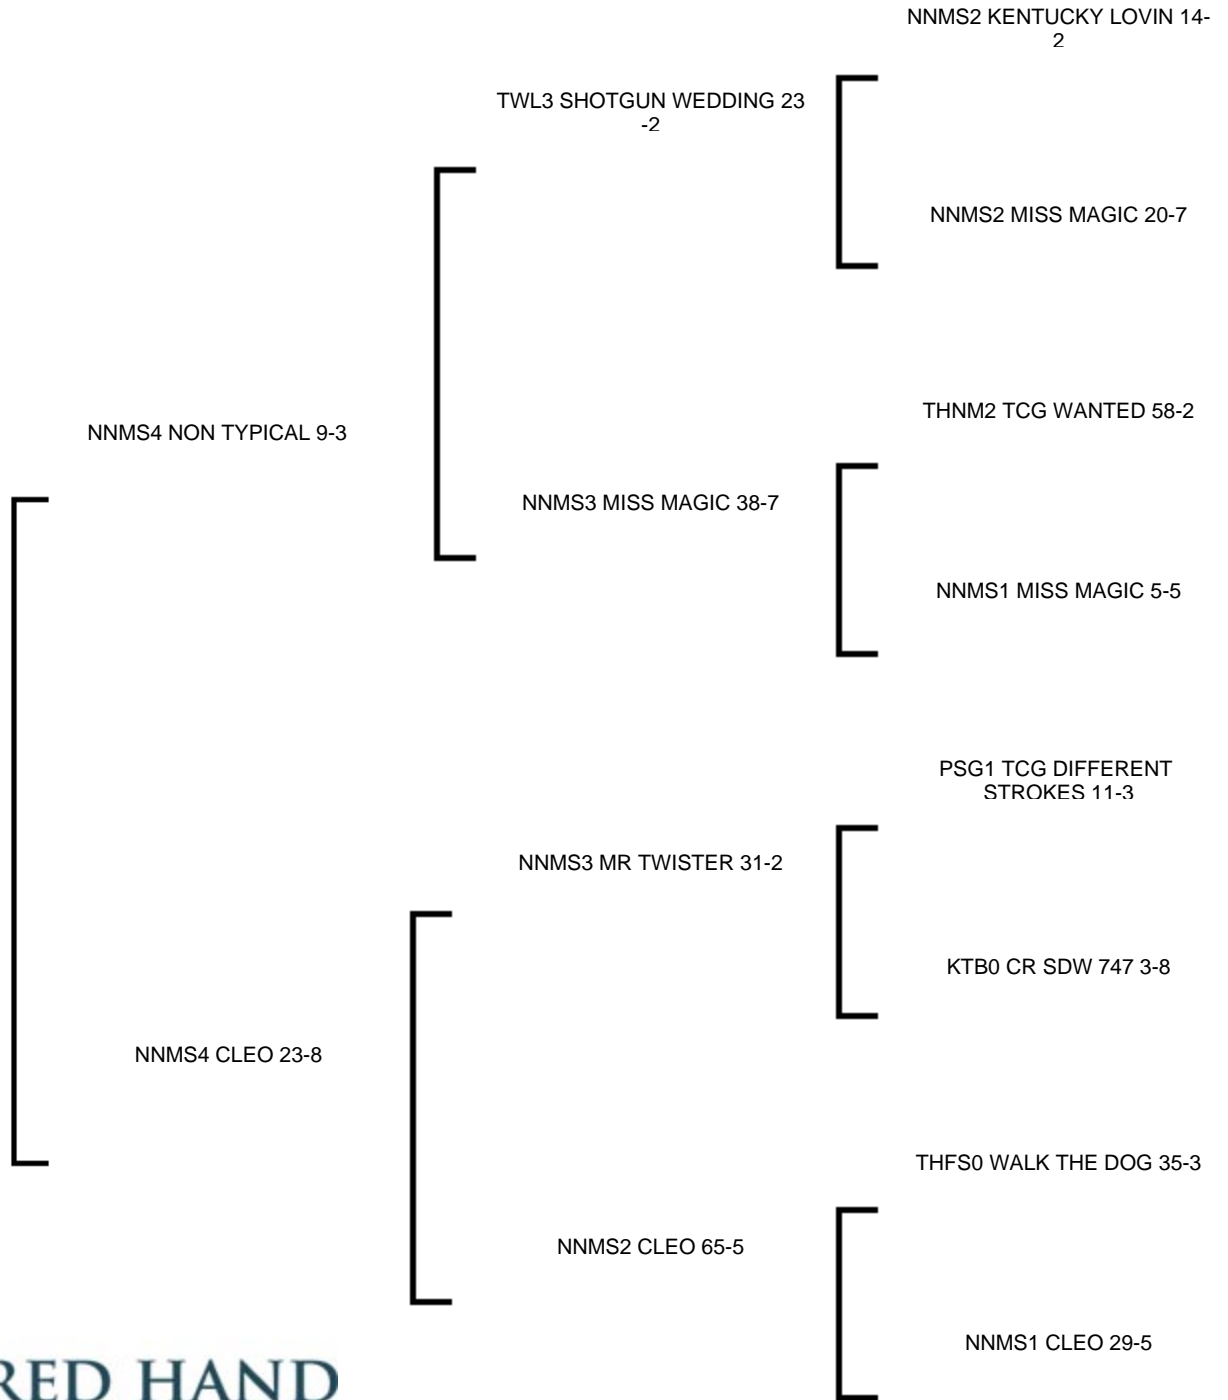 NNMS2 KENTUCKY LOVIN 14-
2
TWL3 SHOTGUN WEDDING 23
-2
NNMS2 MISS MAGIC 20-7
THNM2 TCG WANTED 58-2
NNMS4 NON TYPICAL 9-3
NNMS3 MISS MAGIC 38-7
NNMS1 MISS MAGIC 5-5
PSG1 TCG DIFFERENT
STROKES 11-3
NNMS3 MR TWISTER 31-2
KTB0 CR SDW 747 3-8
NNMS4 CLEO 23-8
THFS0 WALK THE DOG 35-3
NNMS2 CLEO 65-5
NNMS1 CLEO 29-5
RED HAND